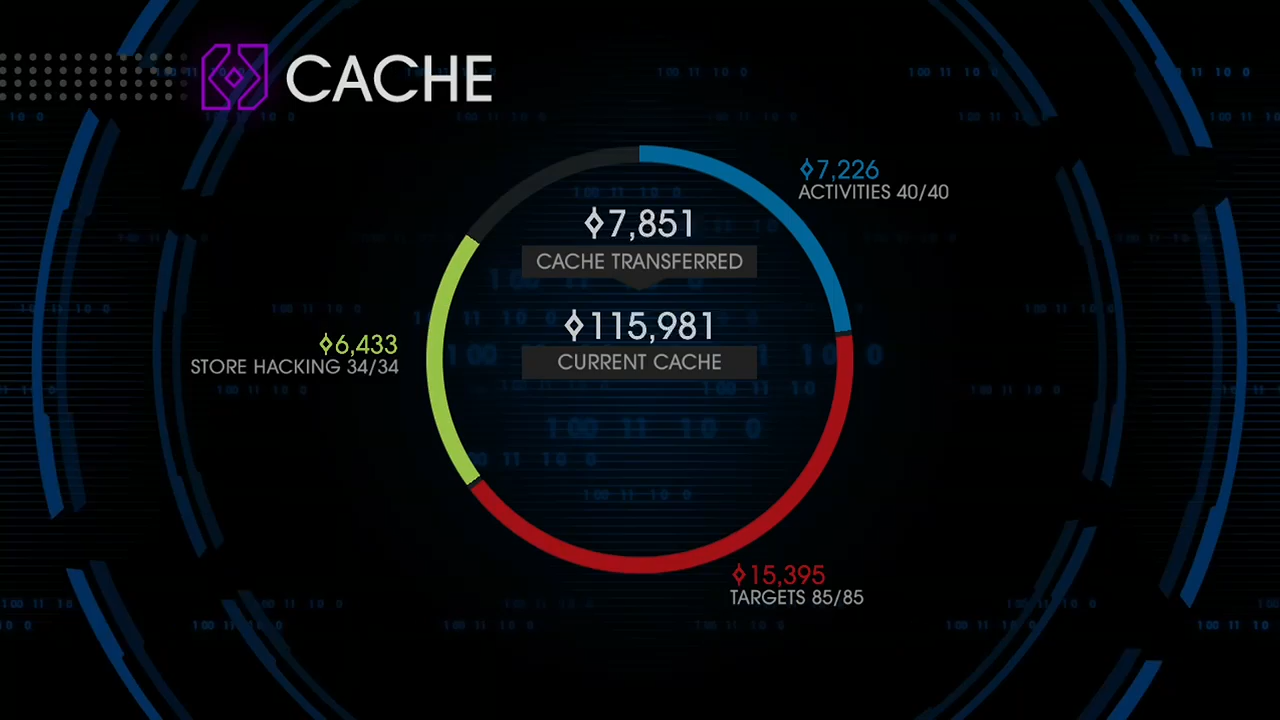 CACHE
7,226
ACTIVITIES 40/40
7,851
CACHE TRANSFERRED
115,981
CURRENT CACHE
6,433
STORE HACKING 34/34
15,395
TARGETS 85/85